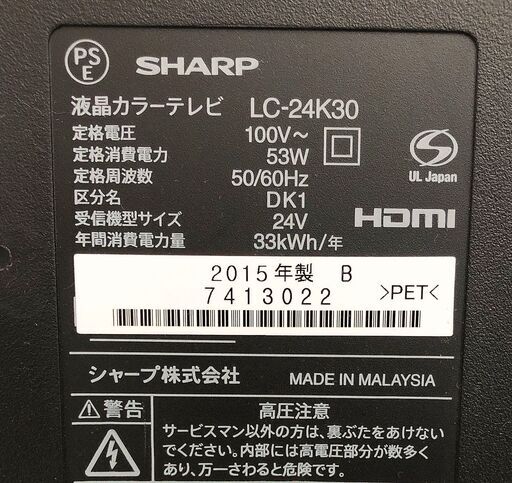 PS
E
SHARP
液晶カラーテレビ LC-24K30
定格電圧 100V～
定格消費電力 53W
定格周波数 50/60Hz
区分名 DK1
受信機型サイズ 24V
年間消費電力量 33kWh/年
UL Japan
HDMI
2015年製 B
7413022
>PET<
シャープ株式会社 MADE IN MALAYSIA
⚠警告 高圧注意
サービスマン以外の方は、裏ぶたをあけない
でください。内部には高電圧部分が数多く
あり、万一さわると危険です。